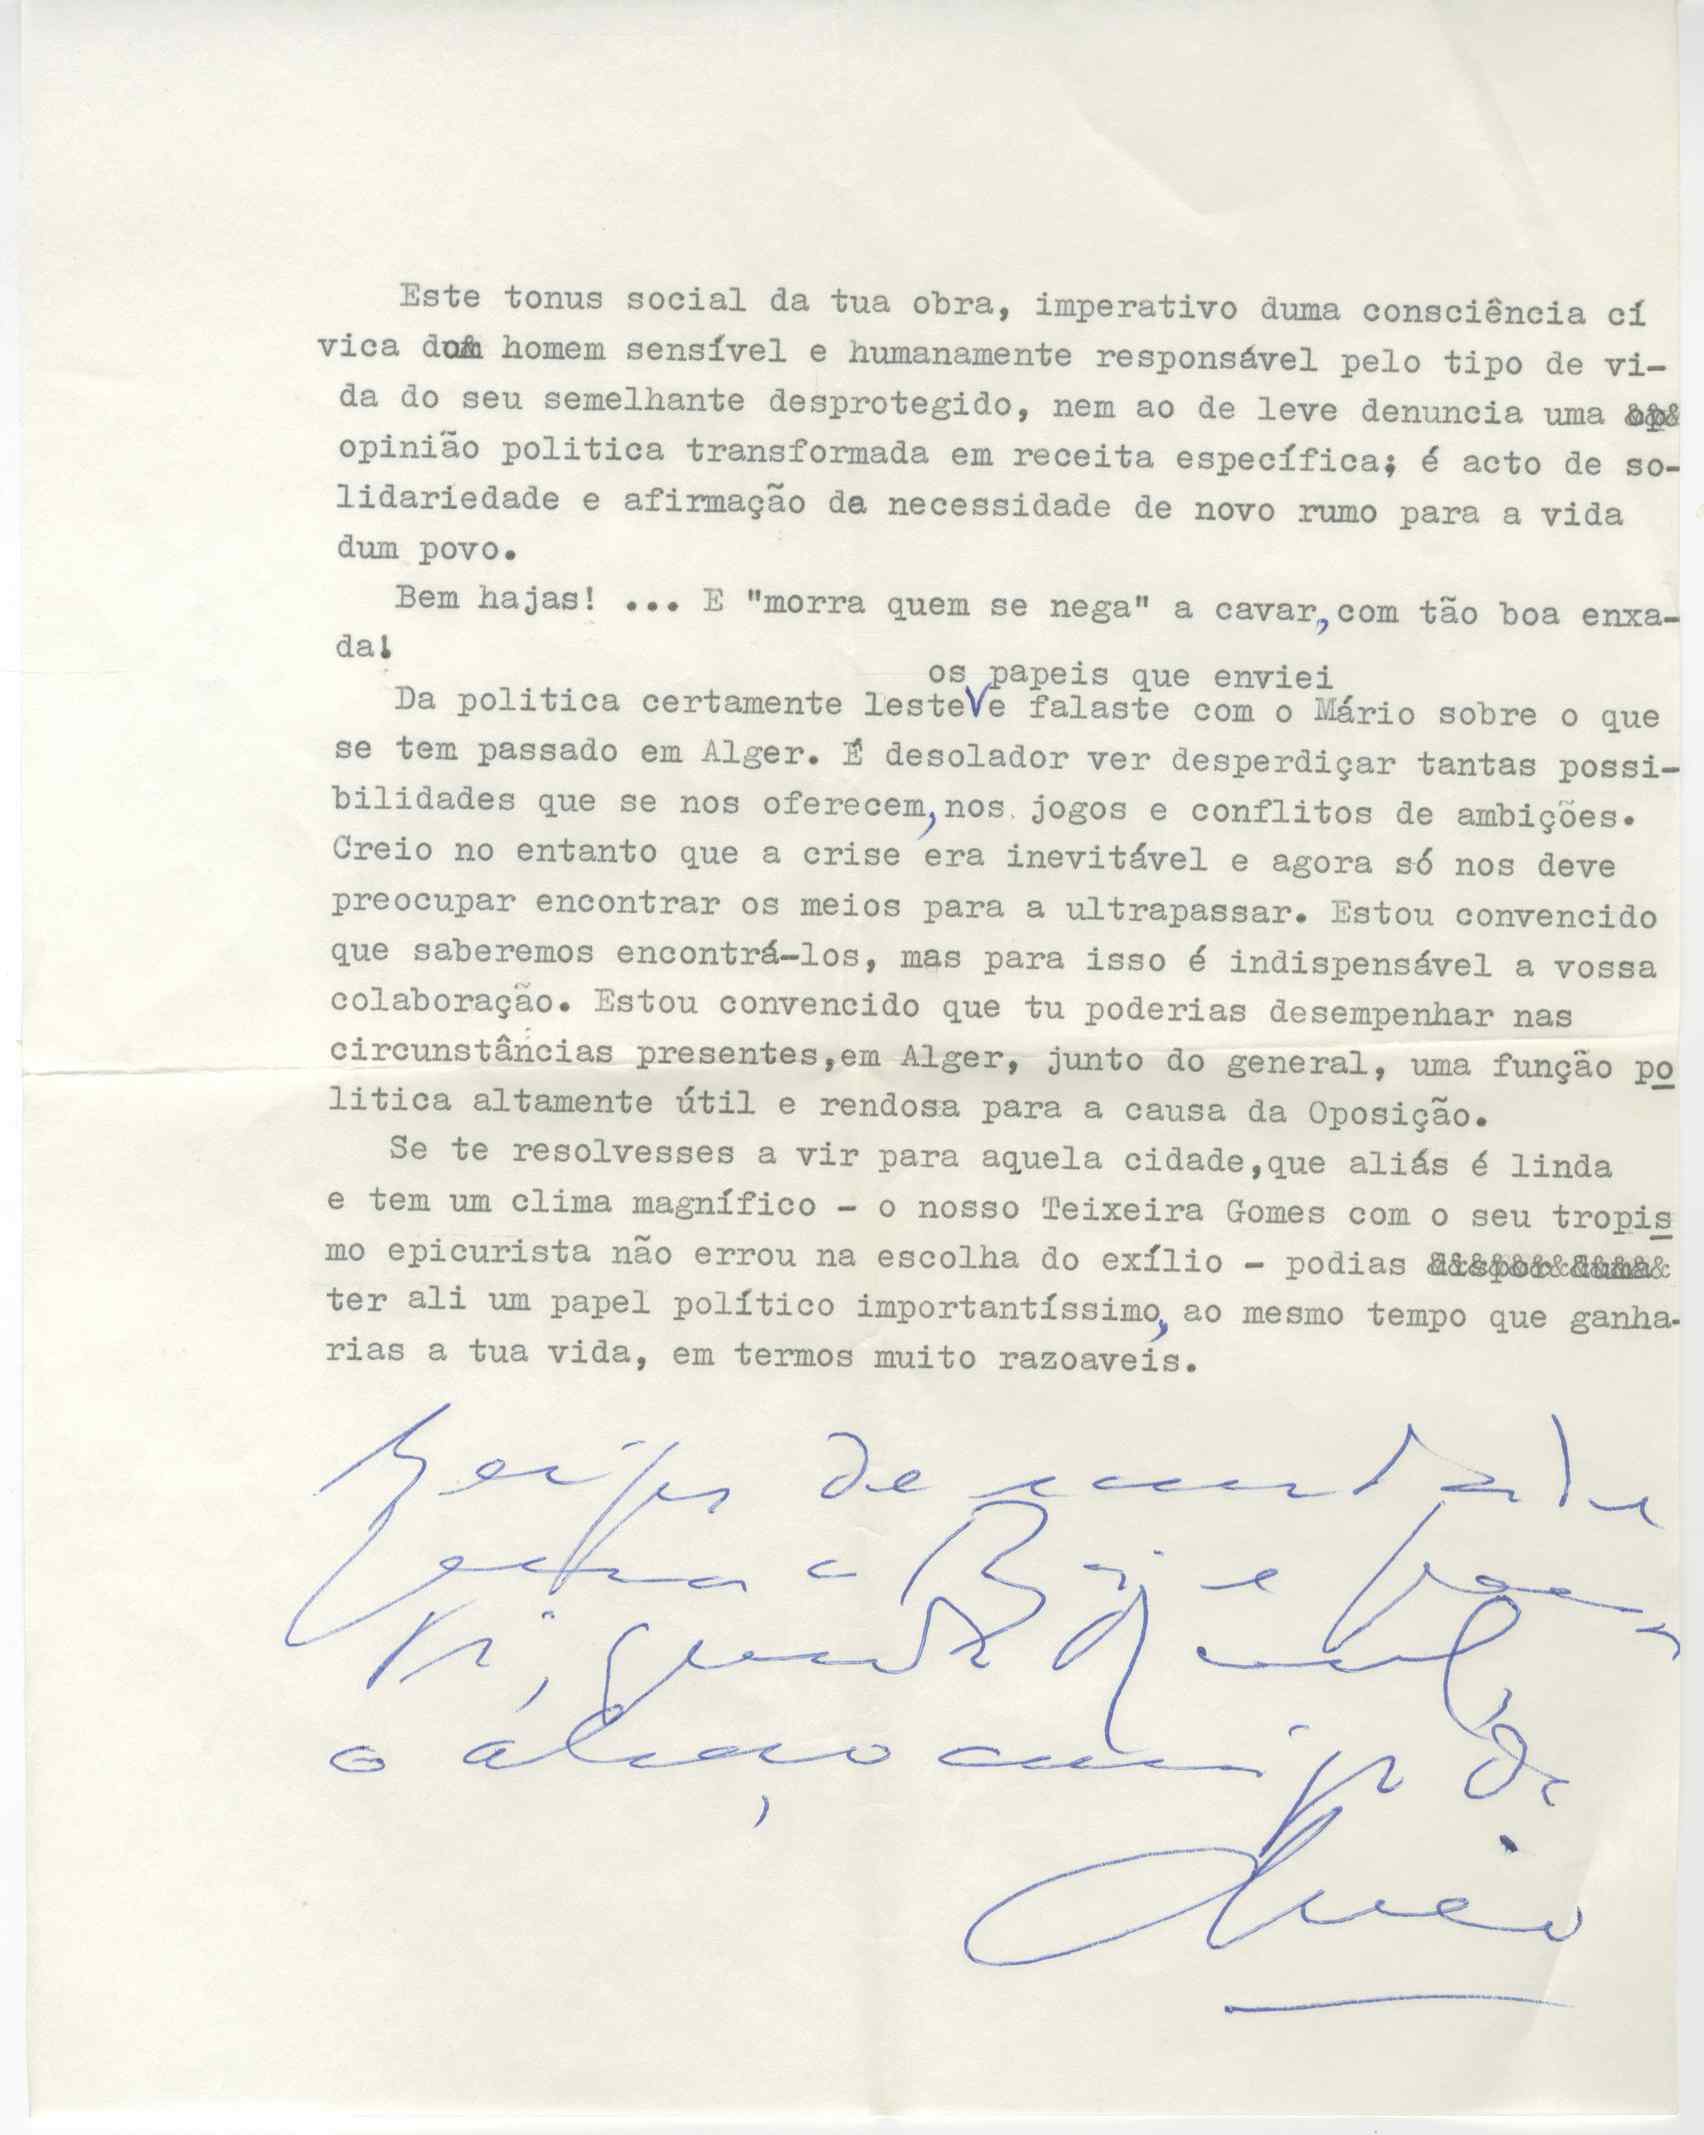 Este tonus social da tua obra, imperativo duma consciência cí
vica dum homem sensível e humanamente responsável pelo tipo de vi-
da do seu semelhante desprotegido, nem ao de leve denuncia uma
opinião politica transformada em receita específica; é acto de so-
lidariedade e afirmação da necessidade de novo rumo para a vida
dum povo.
Bem hajas! ... E "morra quem se nega" a cavar, com tão boa enxa-
da!
os papeis que enviei
Da politica certamente leste e falaste com o Mário sobre o que
se tem passado em Alger. É desolador ver desperdiçar tantas possi-
bilidades que se nos oferecem, nos jogos e conflitos de ambições.
Creio no entanto que a crise era inevitável e agora só nos deve
preocupar encontrar os meios para a ultrapassar. Estou convencido
que saberemos encontrá-los, mas para isso é indispensável a vossa
colaboração. Estou convencido que tu poderias desempenhar nas
circunstâncias presentes,em Alger, junto do general, uma função po
litica altamente útil e rendosa para a causa da Oposição.
Se te resolvesses a vir para aquela cidade,que aliás é linda
e tem um clima magnífico - o nosso Teixeira Gomes com o seu tropis
mo epicurista não errou na escolha do exílio - podias
ter ali um papel político importantíssimo, ao mesmo tempo que ganha-
rias a tua vida, em termos muito razoaveis.
de
para a e para
ti,
o abraço amigo de